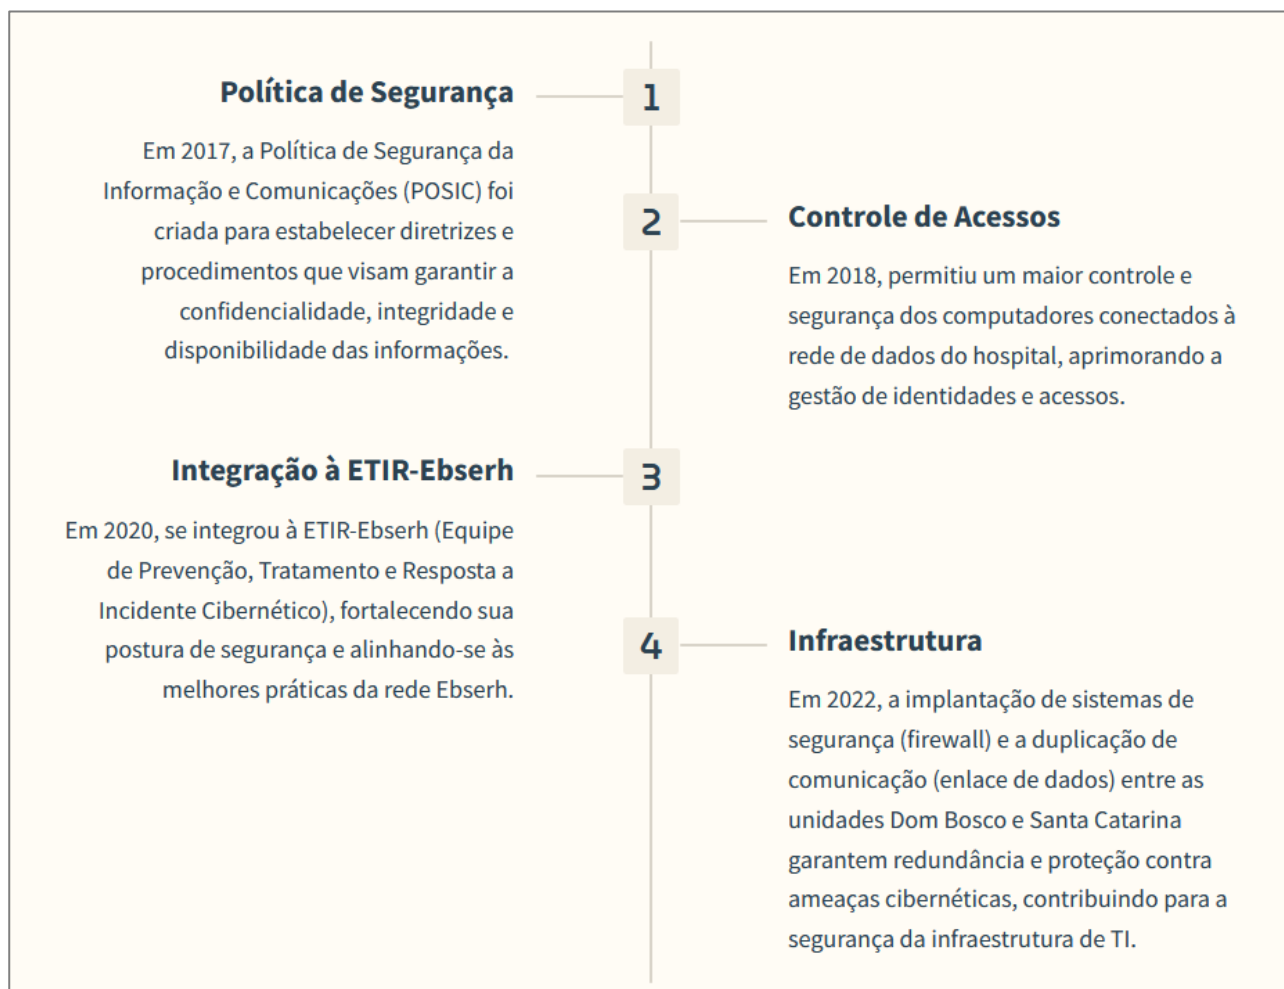 Política de Segurança
1
Em 2017, a Política de Segurança da
Informação e Comunicações (POSIC) foi
criada para estabelecer diretrizes e
procedimentos que visam garantir a
confidencialidade, integridade e
disponibilidade das informações.
2
Controle de Acessos
Em 2018, permitiu um maior controle e
segurança dos computadores conectados à
rede de dados do hospital, aprimorando a
gestão de identidades e acessos.
Integração à ETIR-Ebserh
3
Em 2020, se integrou à ETIR-Ebserh (Equipe
de Prevenção, Tratamento e Resposta a
Incidente Cibernético), fortalecendo sua
postura de segurança e alinhando-se às
melhores práticas da rede Ebserh.
4
Infraestrutura
Em 2022, a implantação de sistemas de
segurança (firewall) e a duplicação de
comunicação (enlace de dados) entre as
unidades Dom Bosco e Santa Catarina
garantem redundância e proteção contra
ameaças cibernéticas, contribuindo para a
segurança da infraestrutura de TI.